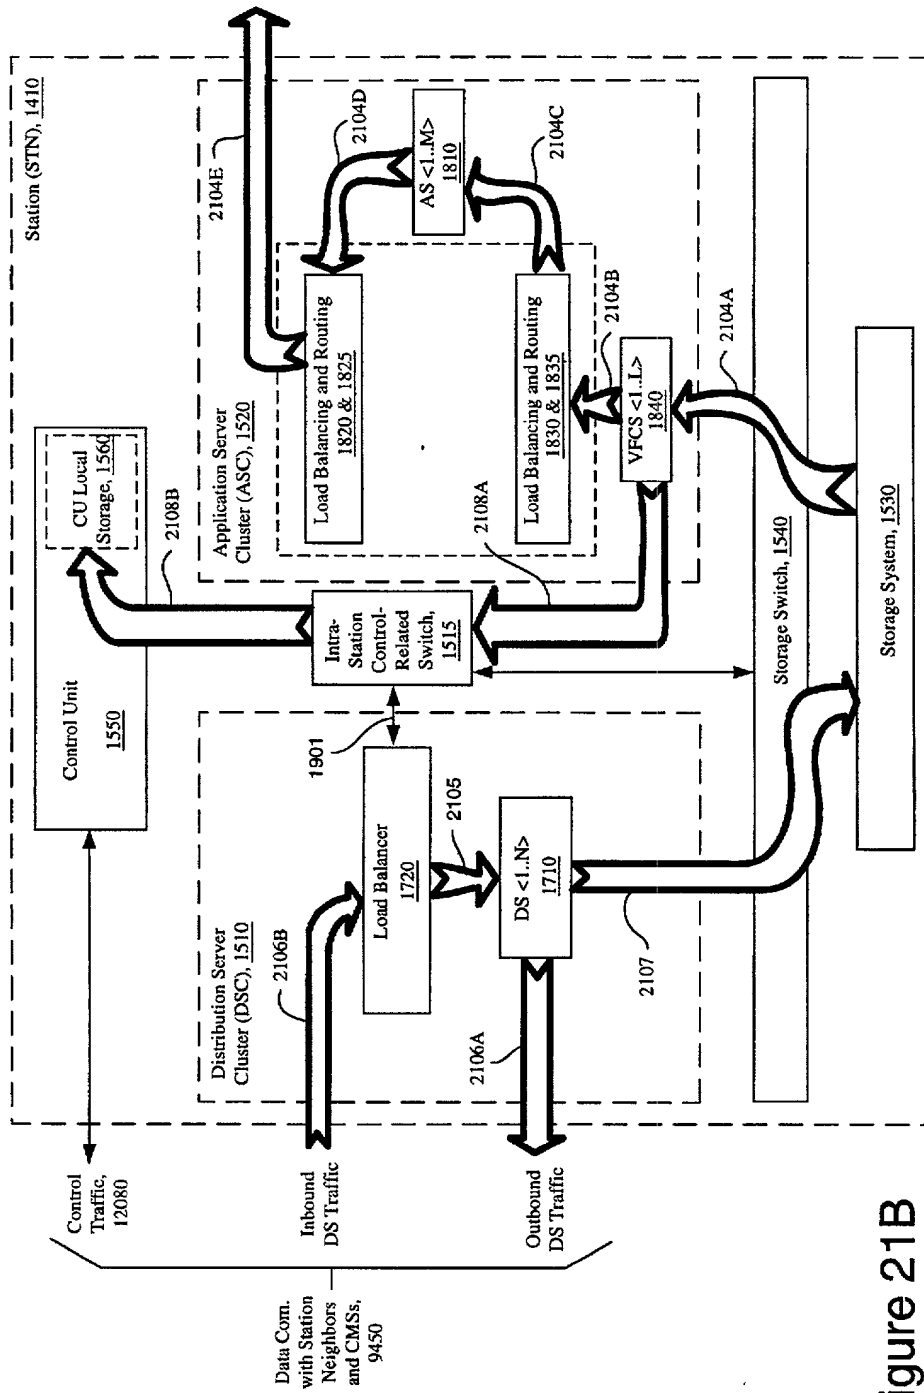 Station (STN), 1410
2104E
Control Unit
1550
CU Local
Storage, 1560
Control
Traffic,
12080
2108B
Application Server
Cluster (ASC), 1520
Load Balancing and Routing
1820 & 1825
2104D
AS <1..M>
1810
2104C
Load Balancing and Routing
1830 & 1835
2104B
VFCS <1..L>
1840
2104A
2108A
Intra-
Station
Control-
Related
Switch,
1515
1901
Distribution Server
Cluster (DSC), 1510
2106B
Load Balancer
1720
2105
DS <1..N>
1710
2106A
2107
Inbound
DS Traffic
Outbound
DS Traffic
Data Com.
with Station
Neighbors
and CMSs,
9450
Storage Switch, 1540
Storage System, 1530
igure 21B